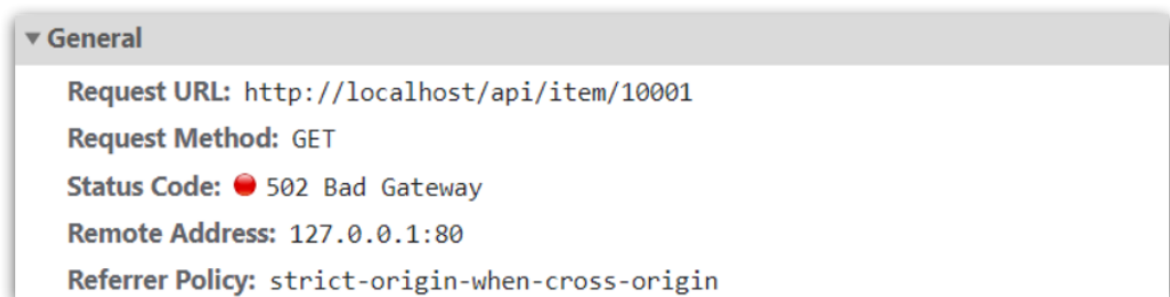 General
Request URL: http://localhost/api/item/10001
Request Method: GET
Status Code: 502 Bad Gateway
Remote Address: 127.0.0.1:80
Referrer Policy: strict-origin-when-cross-origin